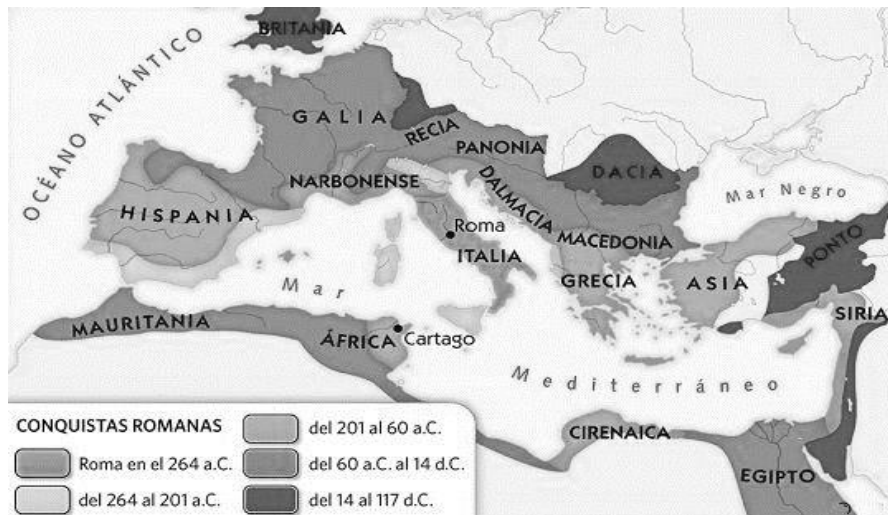 BRITANIA
OCÉANO ATLÁNTICO
GALIA
RECIA
PANONIA
DACIA
NARBONENSE
DALMACIA
Mar Negro
HISPANIA
Roma
ITALIA
MACEDONIA
PONTO
GRECIA
ASIA
Mar
SIRIA
MAURITANIA
ÁFRICA
Cartago
Mediterráneo
CIRENAICA
EGIPTO
CONQUISTAS ROMANAS
Roma en el 264 a.C.
del 264 al 201 a.C.
del 201 al 60 a.C.
del 60 a.C. al 14 d.C.
del 14 al 117 d.C.